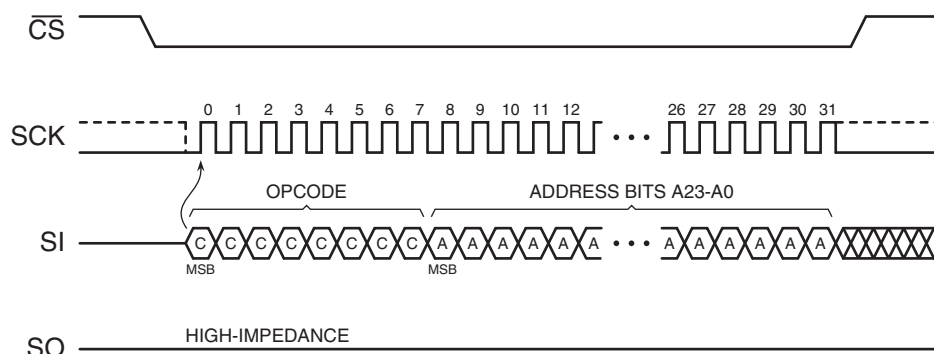 CS
0 1 2 3 4 5 6 7 8 9 10 11 12 26 27 28 29 30 31
SCK
OPCODE ADDRESS BITS A23-A0
SI C C C C C C C C A A A A A A A A A A A A
MSB MSB
HIGH-IMPEDANCE
SO